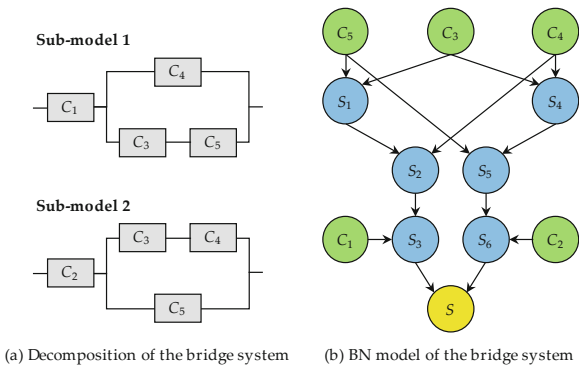 Sub-model 1
C₄
C₁
C₃ C₅
Sub-model 2
C₃ C₄
C₂
C₅
(a) Decomposition of the bridge system
C₅ C₃ C₄
S₁ S₄
S₂ S₅
C₁ S₃ S₆ C₂
S
(b) BN model of the bridge system